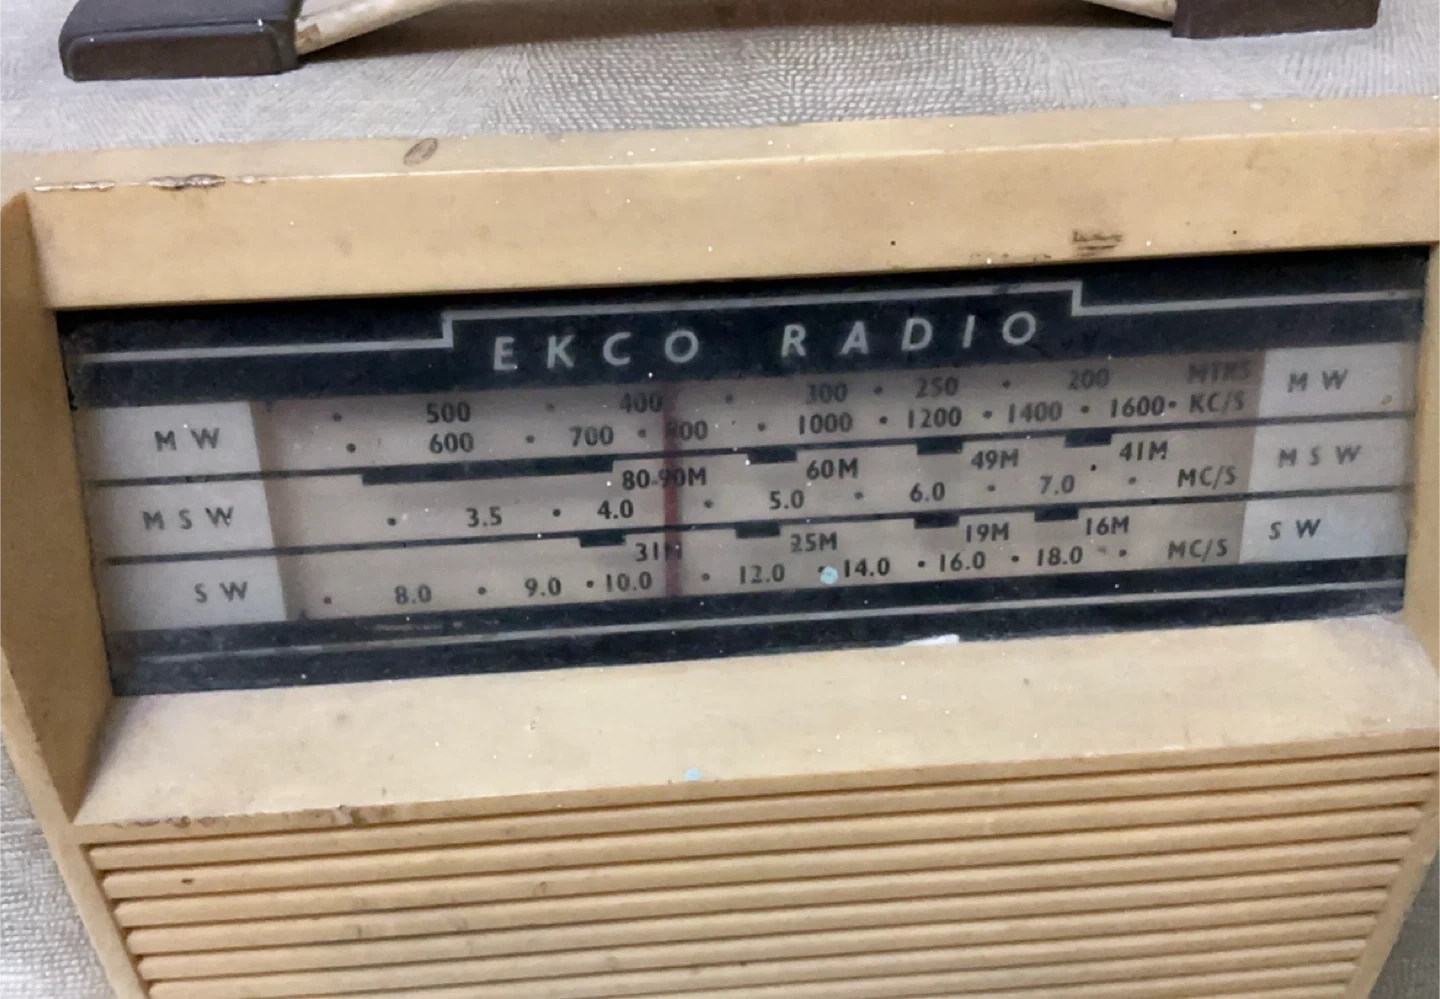 EKCO RADIO
500 400 300 250 200 MTRS
MW 600 700 800 1000 1200 1400 1600 KC/S MW
80-90M 60M 49M 41M
MSW 3.5 4.0 5.0 6.0 7.0 MC/S MSW
31M 25M 19M 16M
SW 8.0 9.0 10.0 12.0 14.0 16.0 18.0 MC/S SW